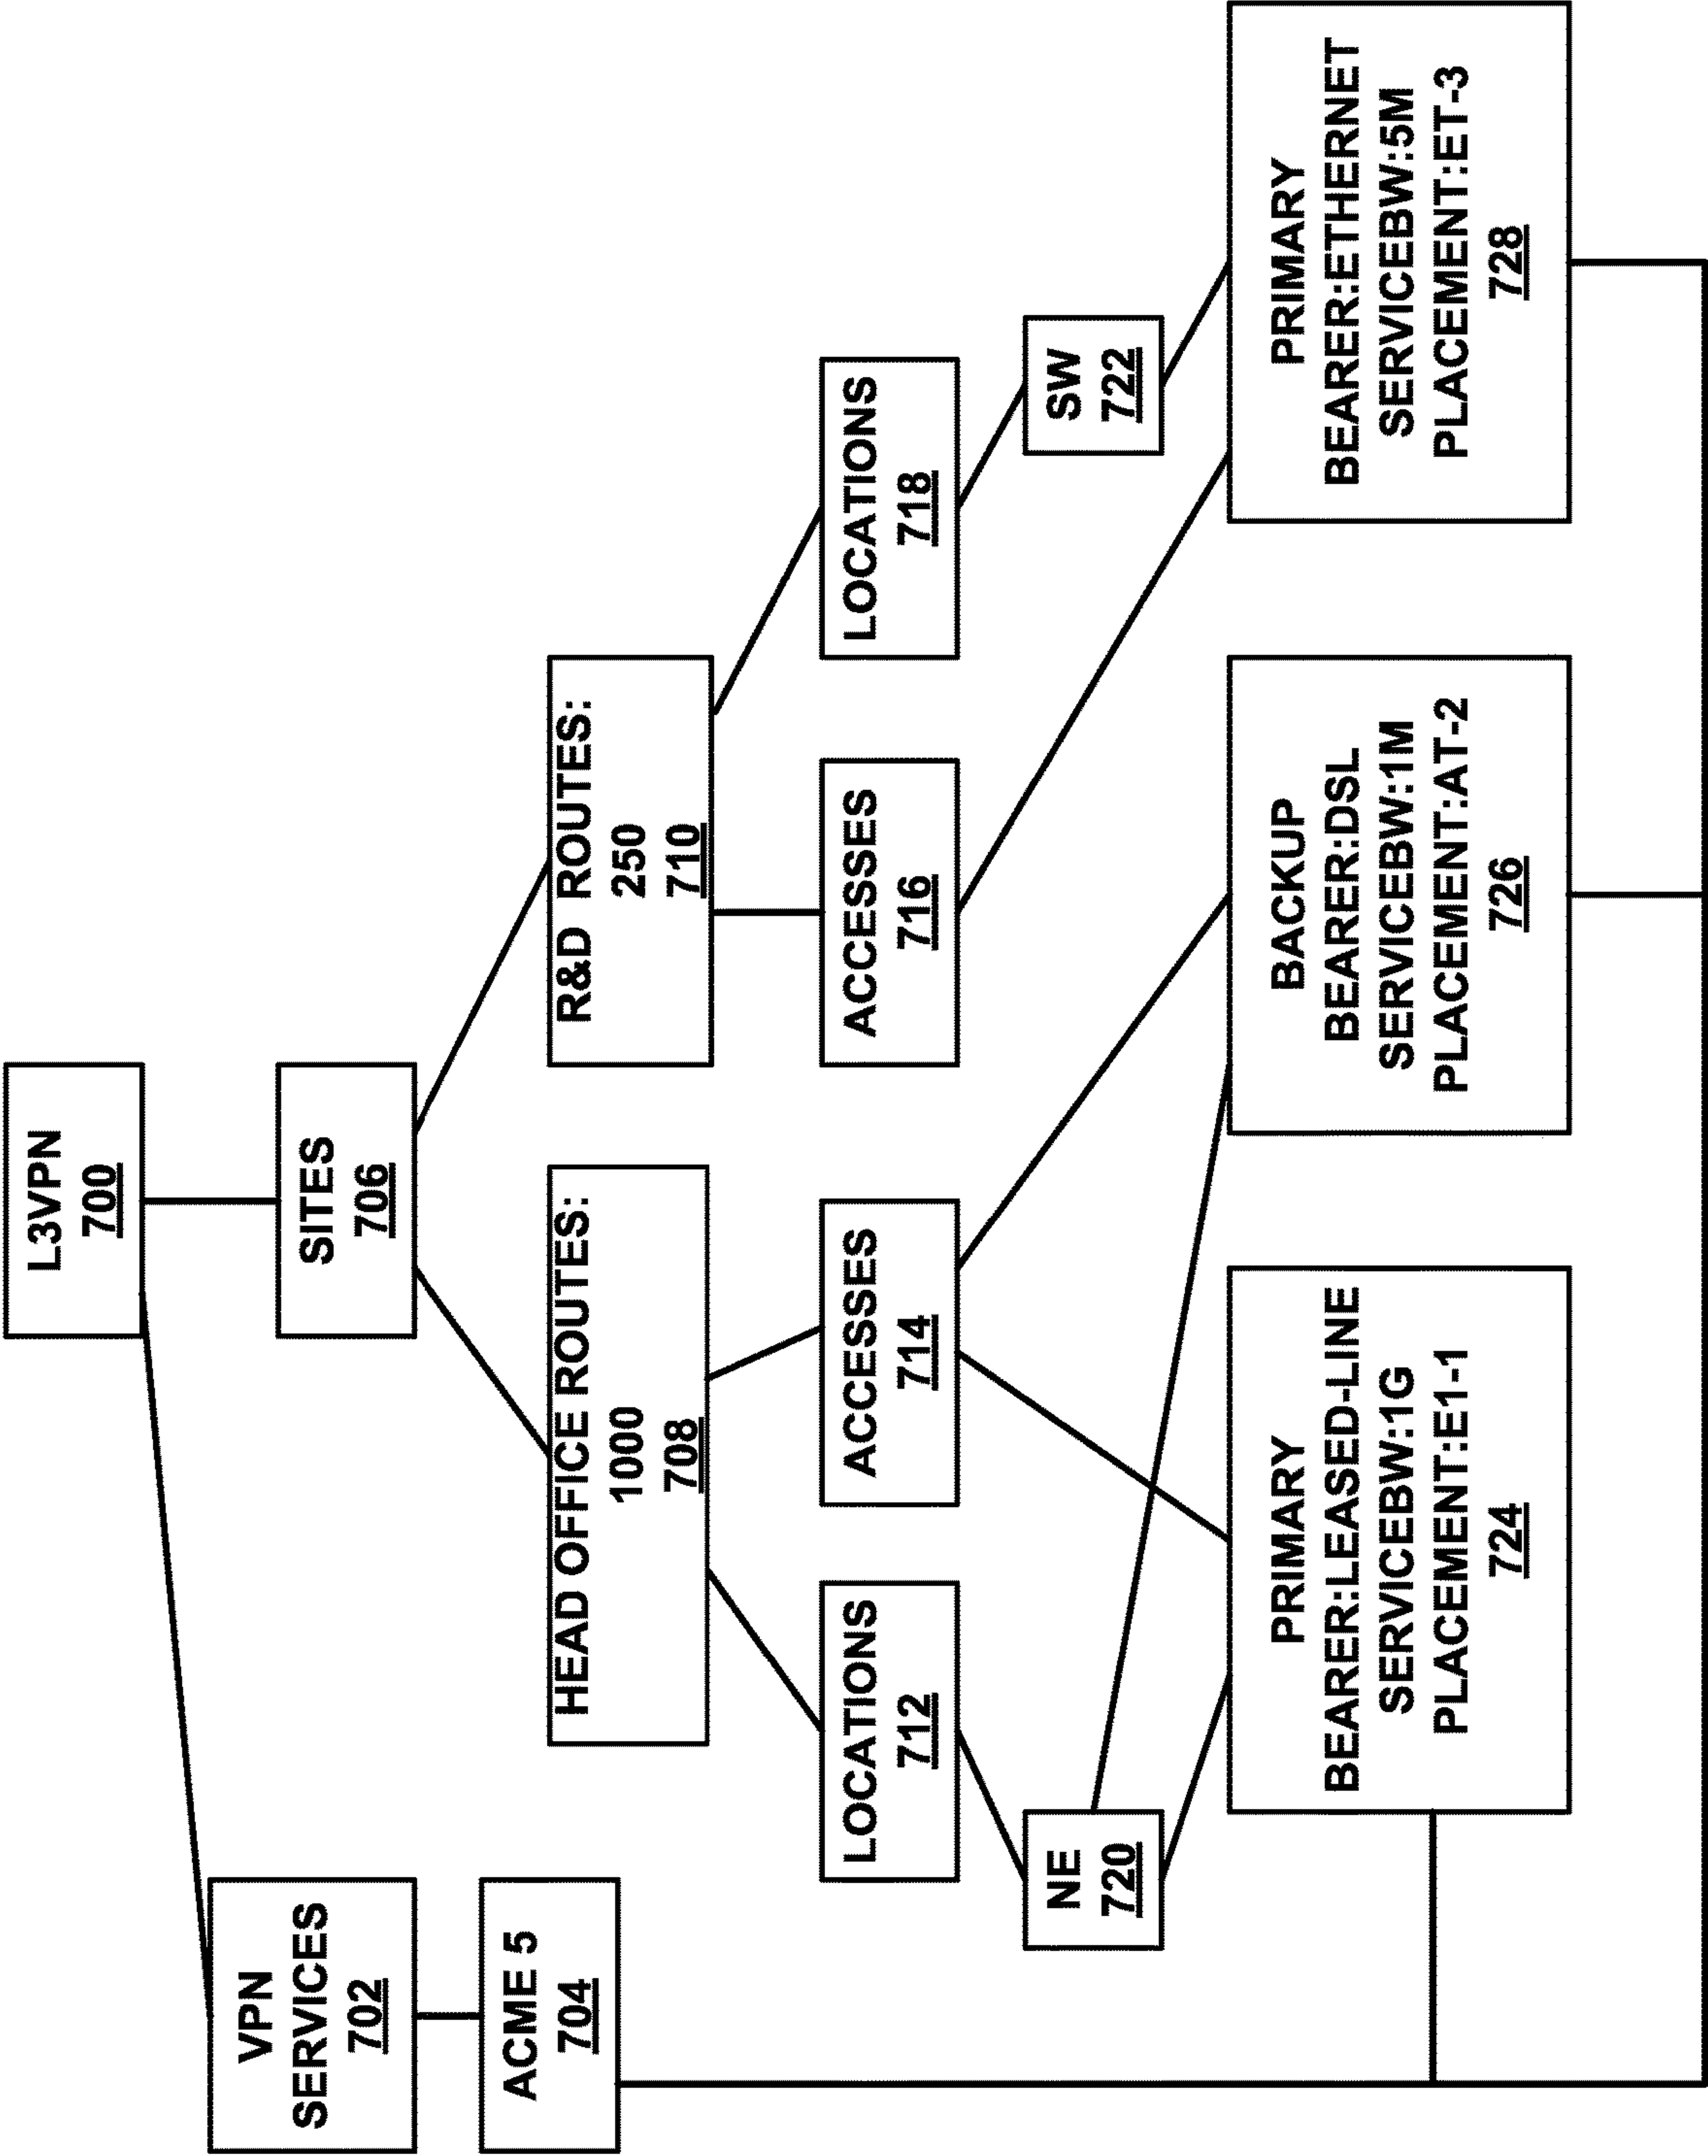 L3VPN
700
VPN
SERVICES
702
SITES
706
ACME 5
704
HEAD OFFICE ROUTES:
1000
708
R&D ROUTES:
250
710
LOCATIONS
712
ACCESSES
714
ACCESSES
716
LOCATIONS
718
NE
720
SW
722
PRIMARY
BEARER:LEASED-LINE
SERVICEBW:1G
PLACEMENT:E1-1
724
BACKUP
BEARER:DSL
SERVICEBW:1M
PLACEMENT:AT-2
726
PRIMARY
BEARER:ETHERNET
SERVICEBW:5M
PLACEMENT:ET-3
728